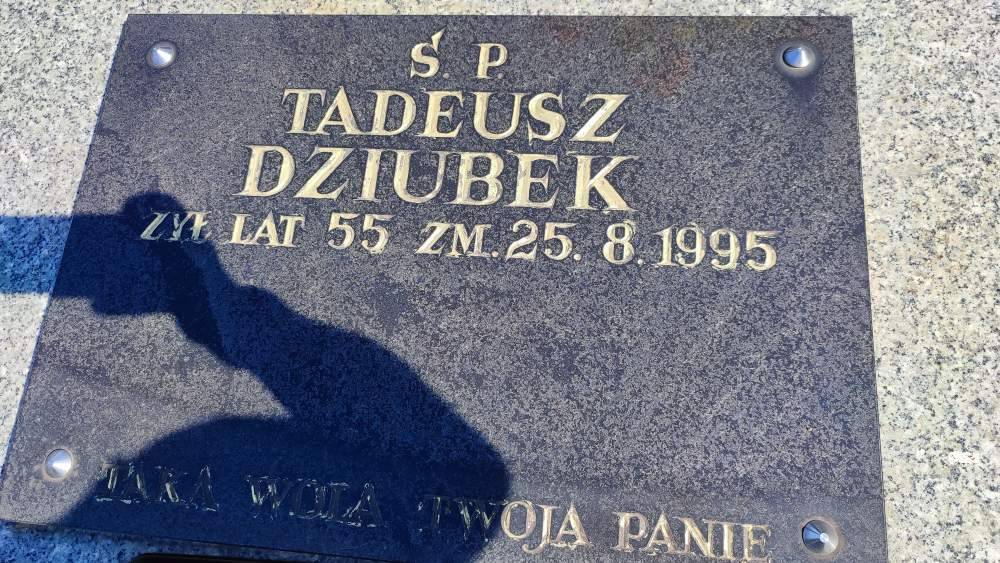 Ś. P.
TADEUSZ
DZIUBEK
ŻYŁ LAT 55 ZM. 25. 8. 1995
TAKA WOLA TWOJA PANIE